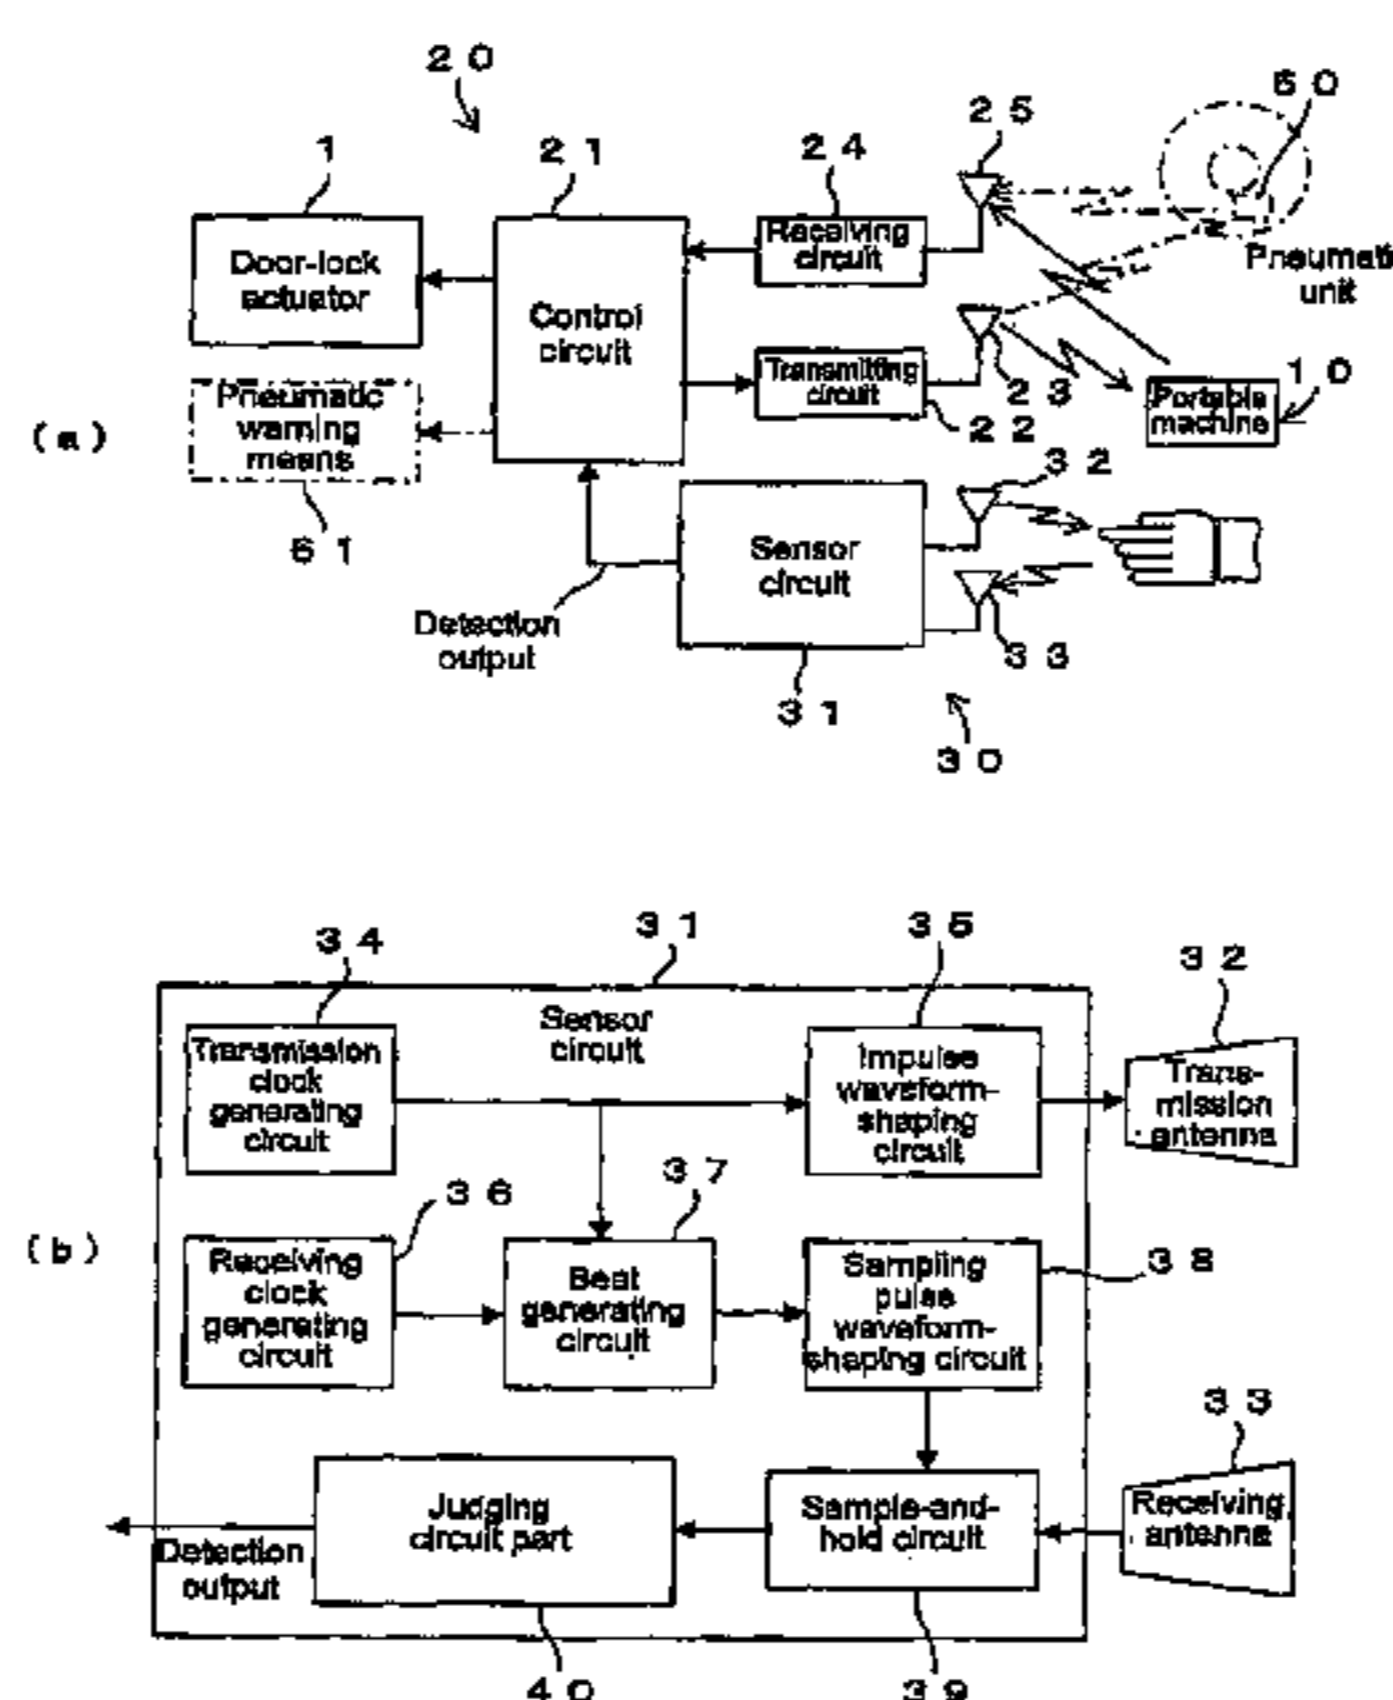 20
60
25
1
21
24
Door-lock
actuator
Control
circuit
Receiving
circuit
Pneumati
unit
Transmitting
circuit
23
22
10
Portable
machine
(a)
Pneumatic
warning
means
61
32
Sensor
circuit
Detection
output
33
31
30
34
31
35
32
Sensor
circuit
Transmission
clock
generating
circuit
Impulse
waveform-
shaping
circuit
Trans-
mission
antenna
37
36
(b)
38
Receiving
clock
generating
circuit
Beat
generating
circuit
Sampling
pulse
waveform-
shaping circuit
33
Judging
circuit part
Sample-and-
hold circuit
Receiving
antenna
Detection
output
40
39